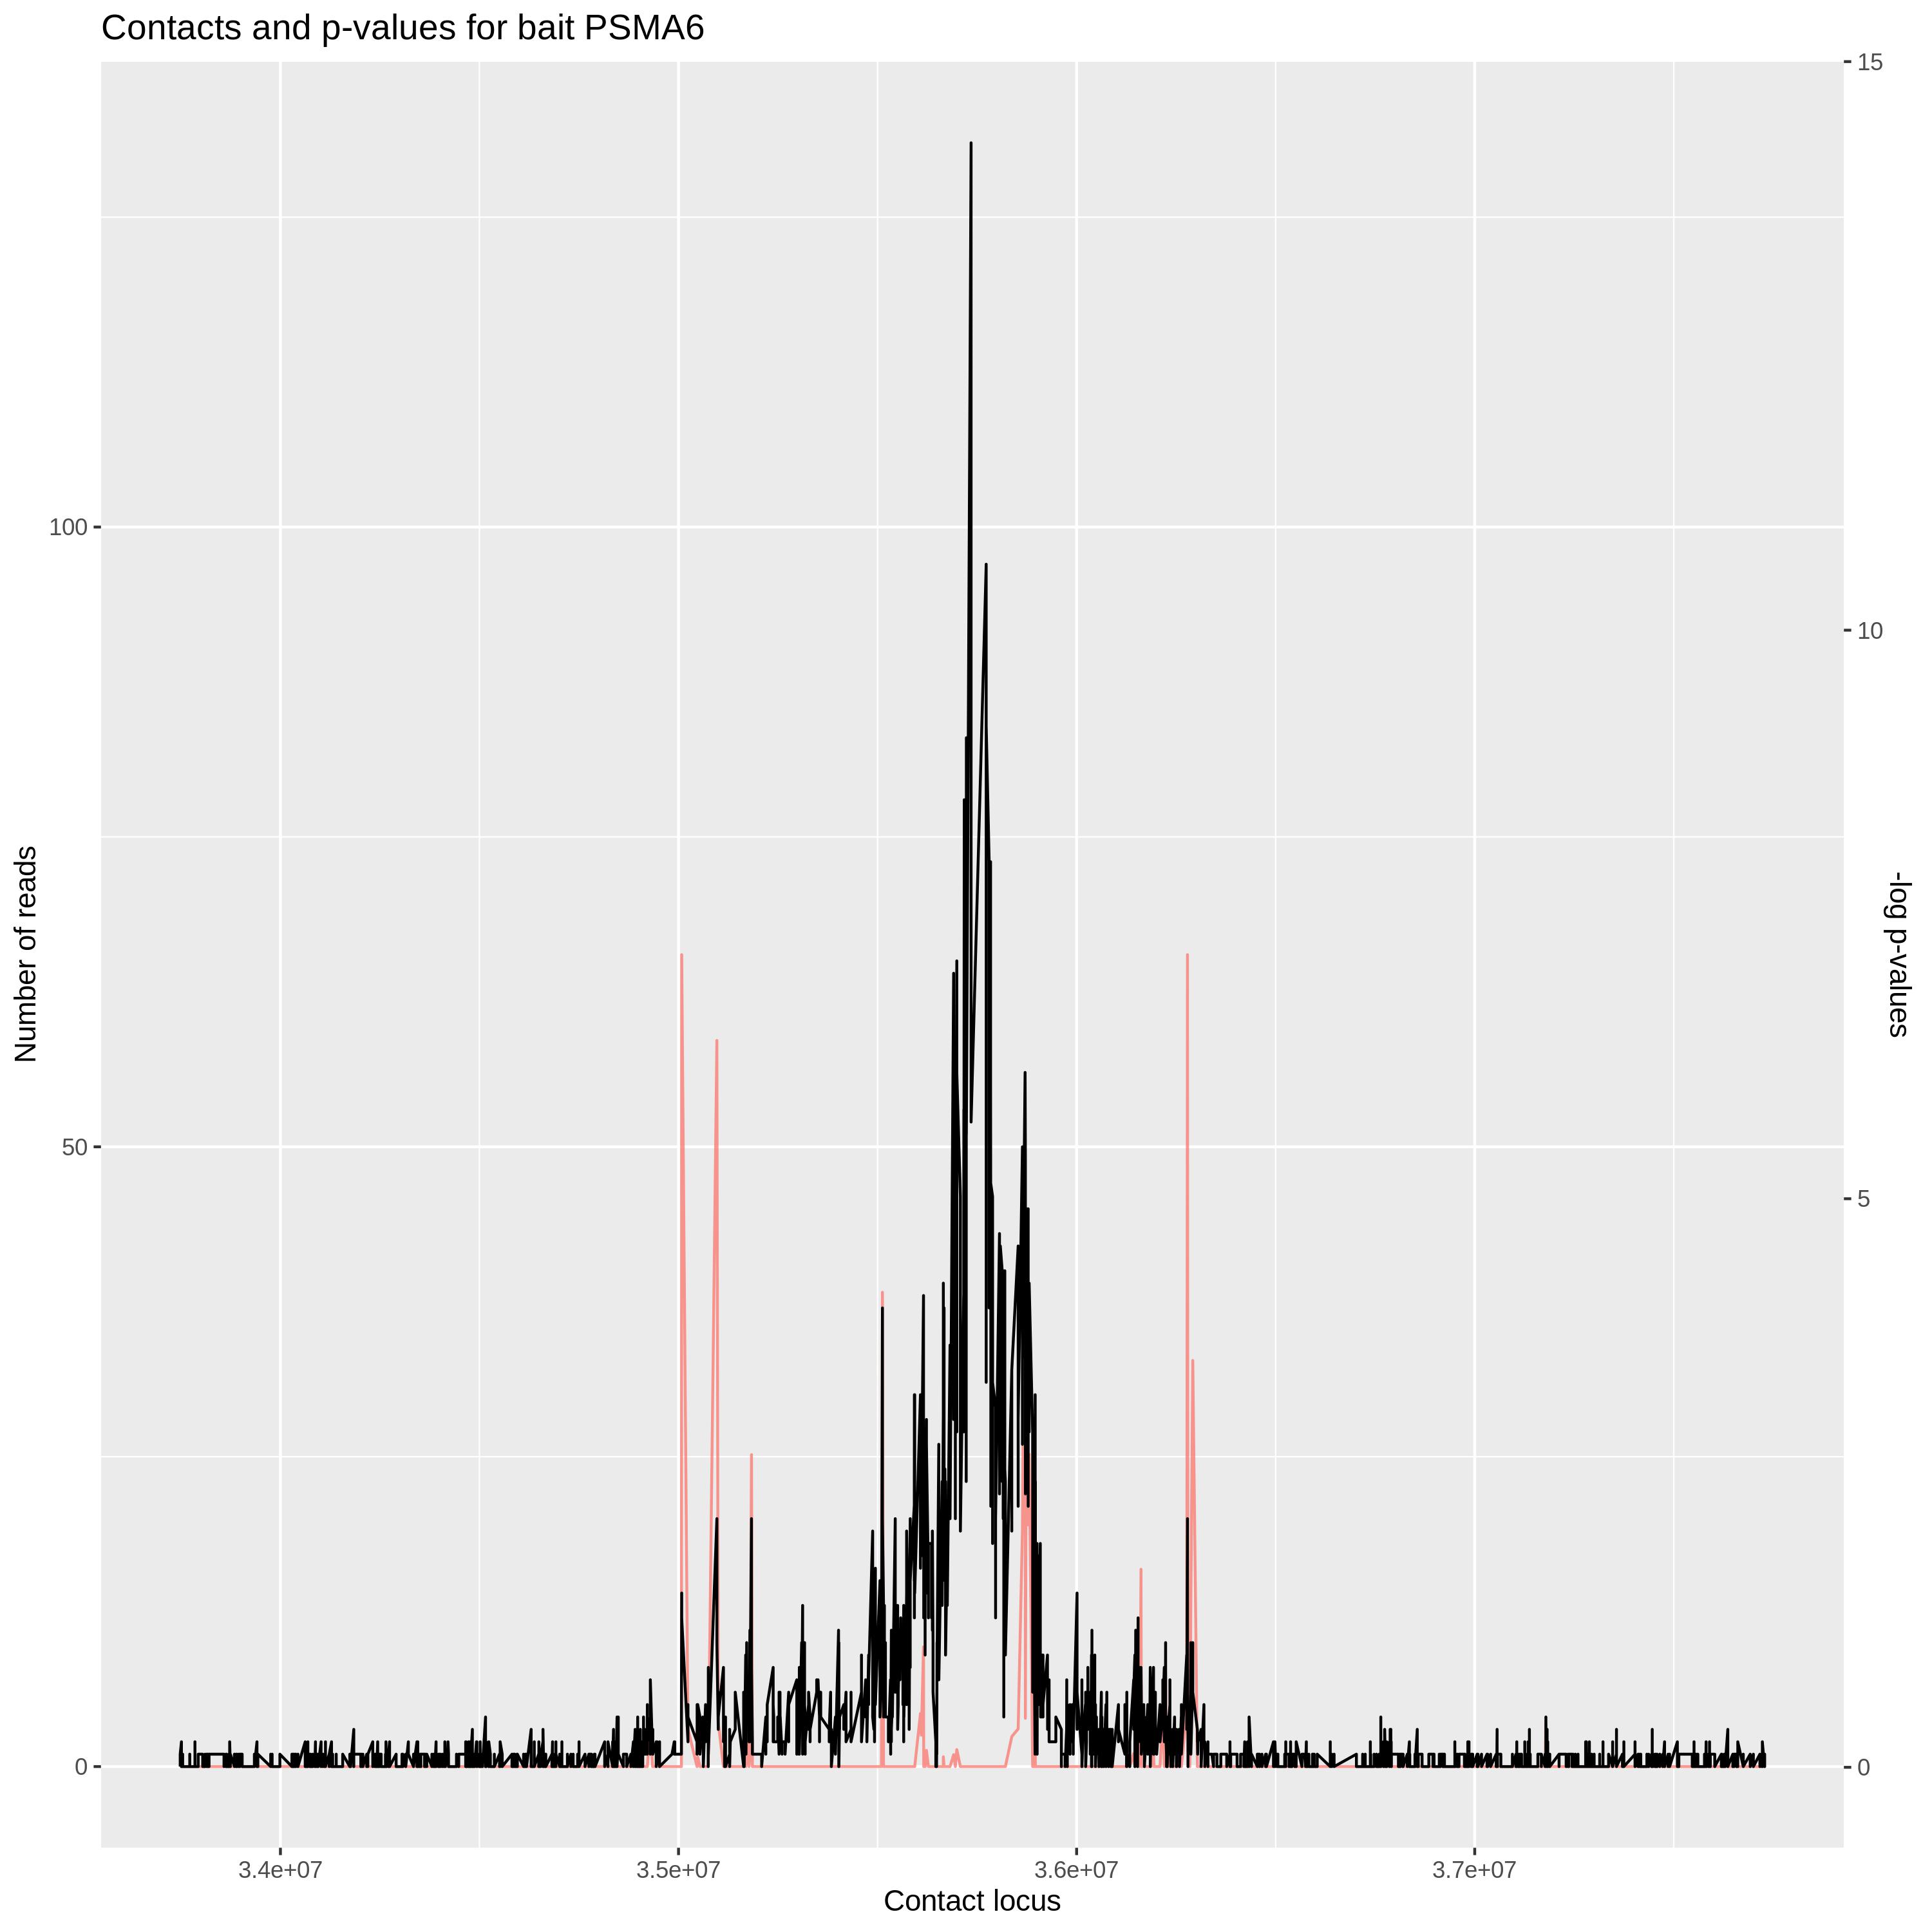 Contacts and p-values for bait PSMA6
15
100
10
Number of reads
-log p-values
50
5
0
0
3.4e+07
3.5e+07
3.6e+07
3.7e+07
Contact locus